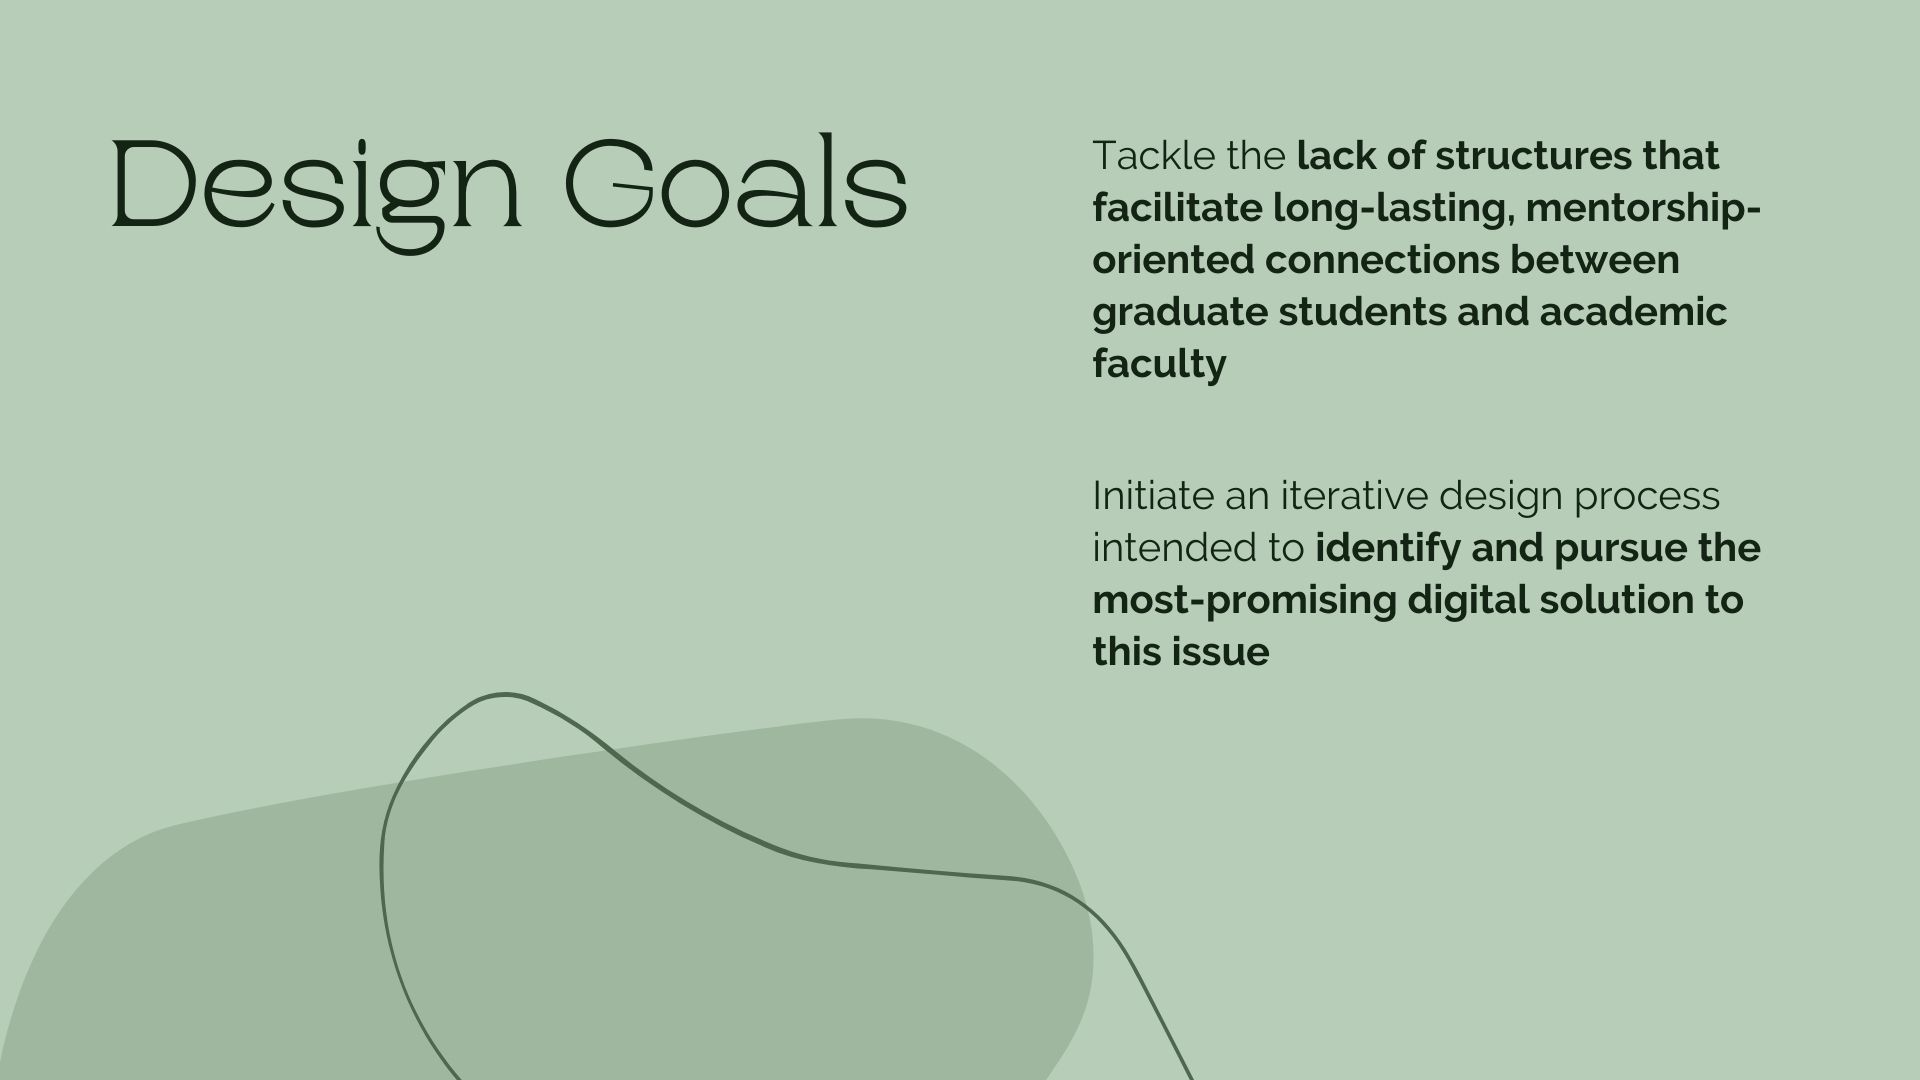 Design Goals
Tackle the lack of structures that
facilitate long-lasting, mentorship-
oriented connections between
graduate students and academic
faculty
Initiate an iterative design process
intended to identify and pursue the
most-promising digital solution to
this issue